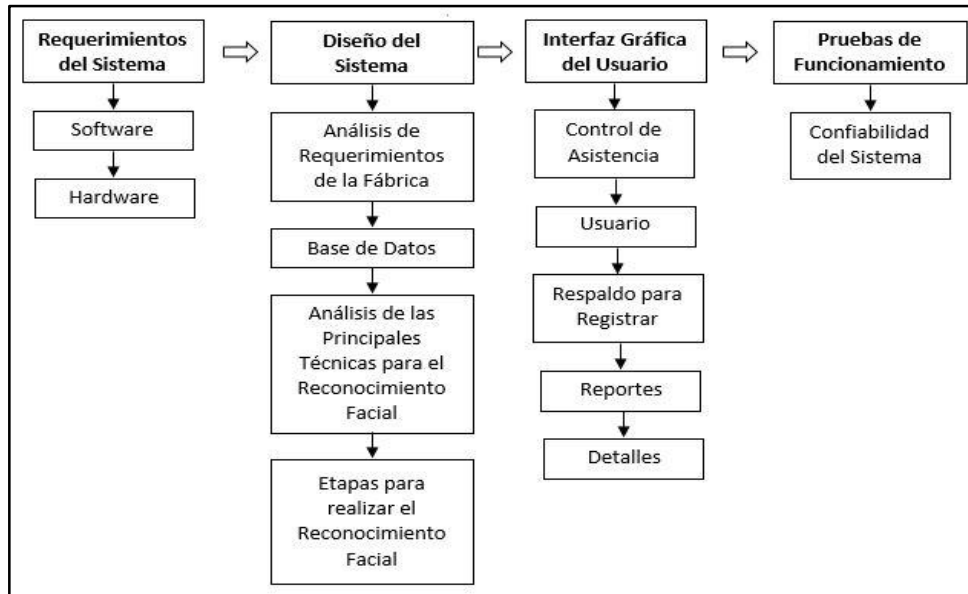 Requerimientos
del Sistema
Software
Hardware
Diseño del
Sistema
Análisis de
Requerimientos
de la Fábrica
Base de Datos
Análisis de las
Principales
Técnicas para el
Reconocimiento
Facial
Etapas para
realizar el
Reconocimiento
Facial
Interfaz Gráfica
del Usuario
Control de
Asistencia
Usuario
Respaldo para
Registrar
Reportes
Detalles
Pruebas de
Funcionamiento
Confiabilidad
del Sistema